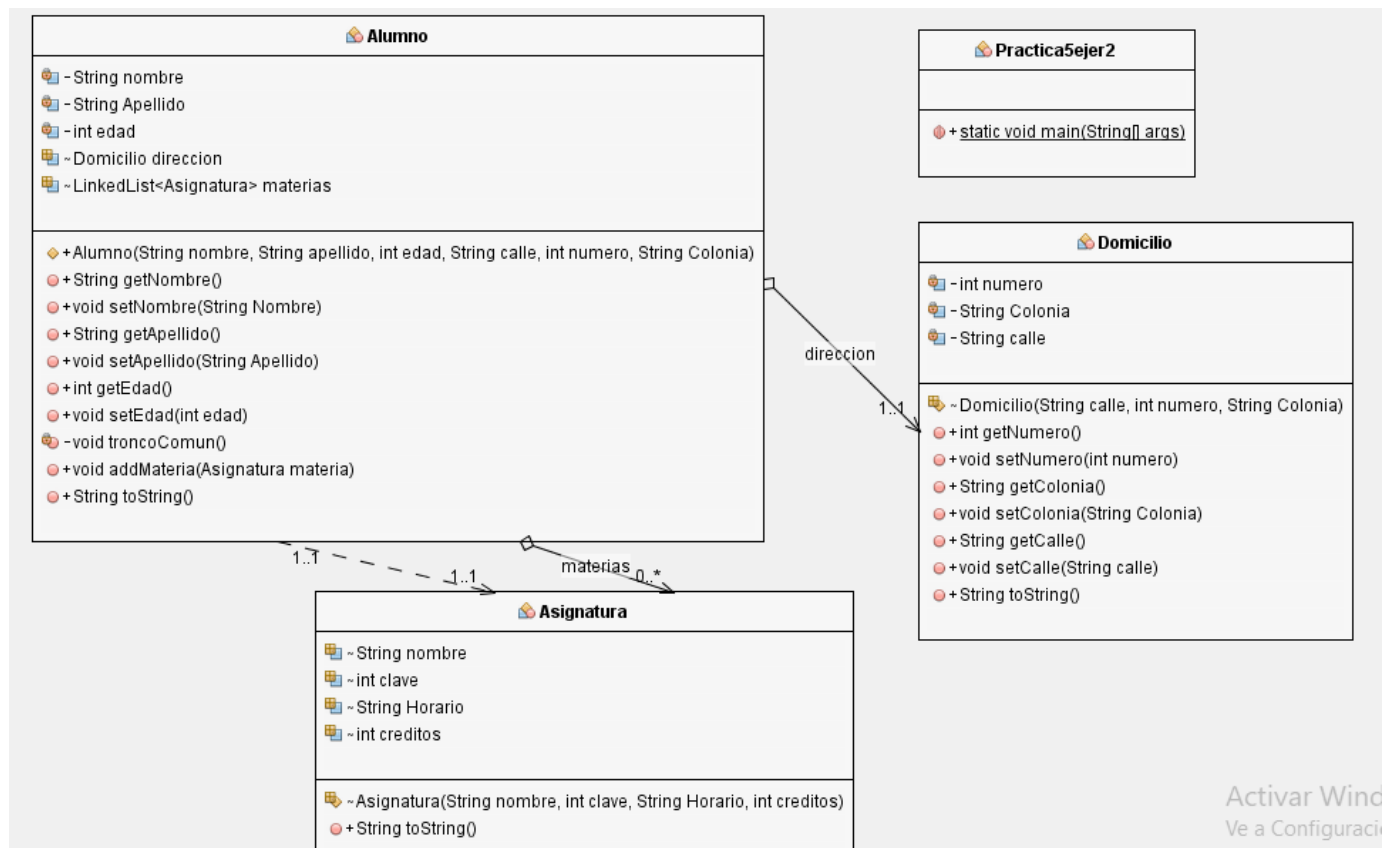 Alumno
-String nombre
-String Apellido
-int edad
~Domicilio direccion
~LinkedList<Asignatura> materias
+Alumno(String nombre, String apellido, int edad, String calle, int numero, String Colonia)
+String getNombre()
+void setNombre(String Nombre)
+String getApellido()
+void setApellido(String Apellido)
+int getEdad()
+void setEdad(int edad)
-void troncoComun()
+void addMateria(Asignatura materia)
+String toString()
Practica5ejer2
+static void main(String[] args)
direccion
1..1
Domicilio
-int numero
-String Colonia
-String calle
~Domicilio(String calle, int numero, String Colonia)
+int getNumero()
+void setNumero(int numero)
+String getColonia()
+void setColonia(String Colonia)
+String getCalle()
+void setCalle(String calle)
+String toString()
1..1
1..1
materias
0..*
Asignatura
~String nombre
~int clave
~String Horario
~int creditos
~Asignatura(String nombre, int clave, String Horario, int creditos)
+String toString()
Activar Wind
Ve a Configuraci